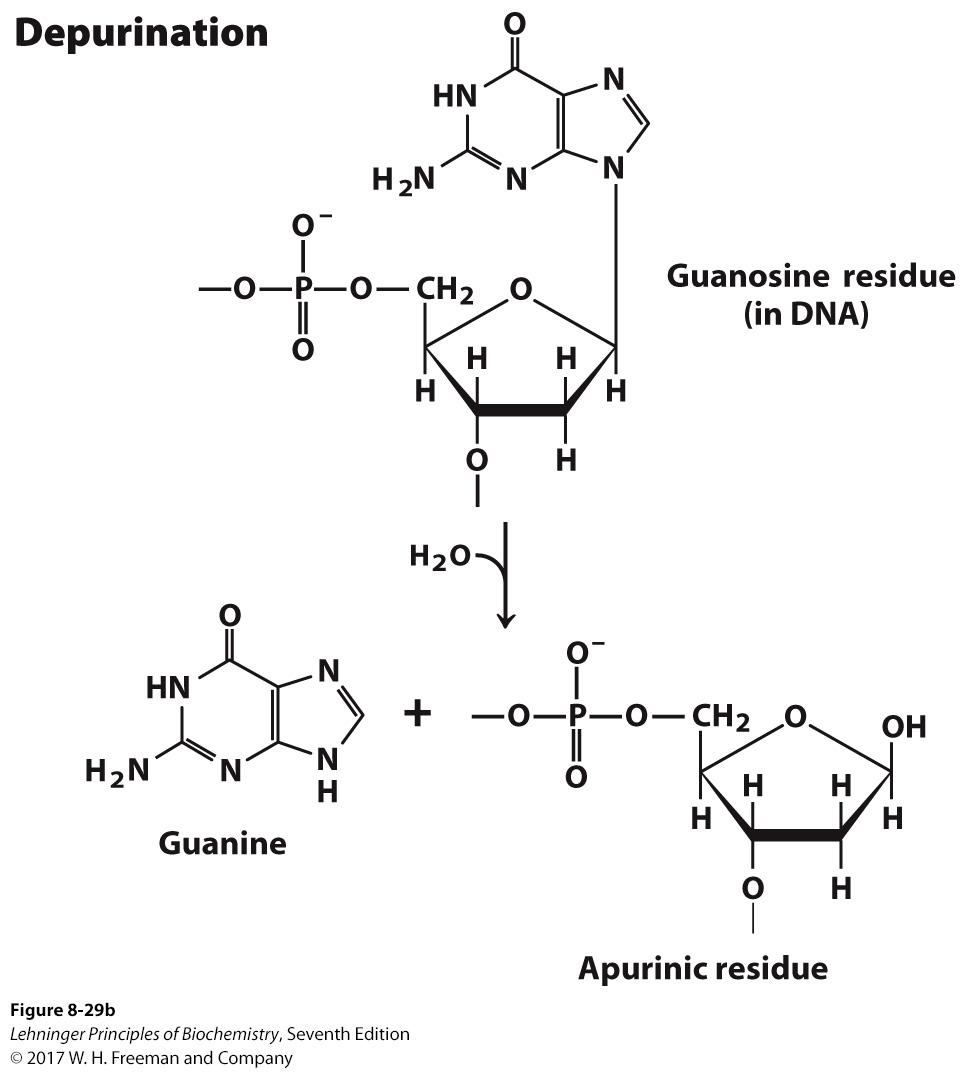 Depurination
O
HN
N
H2N
N
N
O−
O
P
O
CH2
O
O
H
H
H
H
O
H
Guanosine residue
(in DNA)
H2O
O
HN
N
H2N
N
N
H
Guanine
+
O−
O
P
O
CH2
O
OH
O
H
H
H
H
O
H
Apurinic residue
Figure 8-29b
Lehninger Principles of Biochemistry, Seventh Edition
© 2017 W. H. Freeman and Company